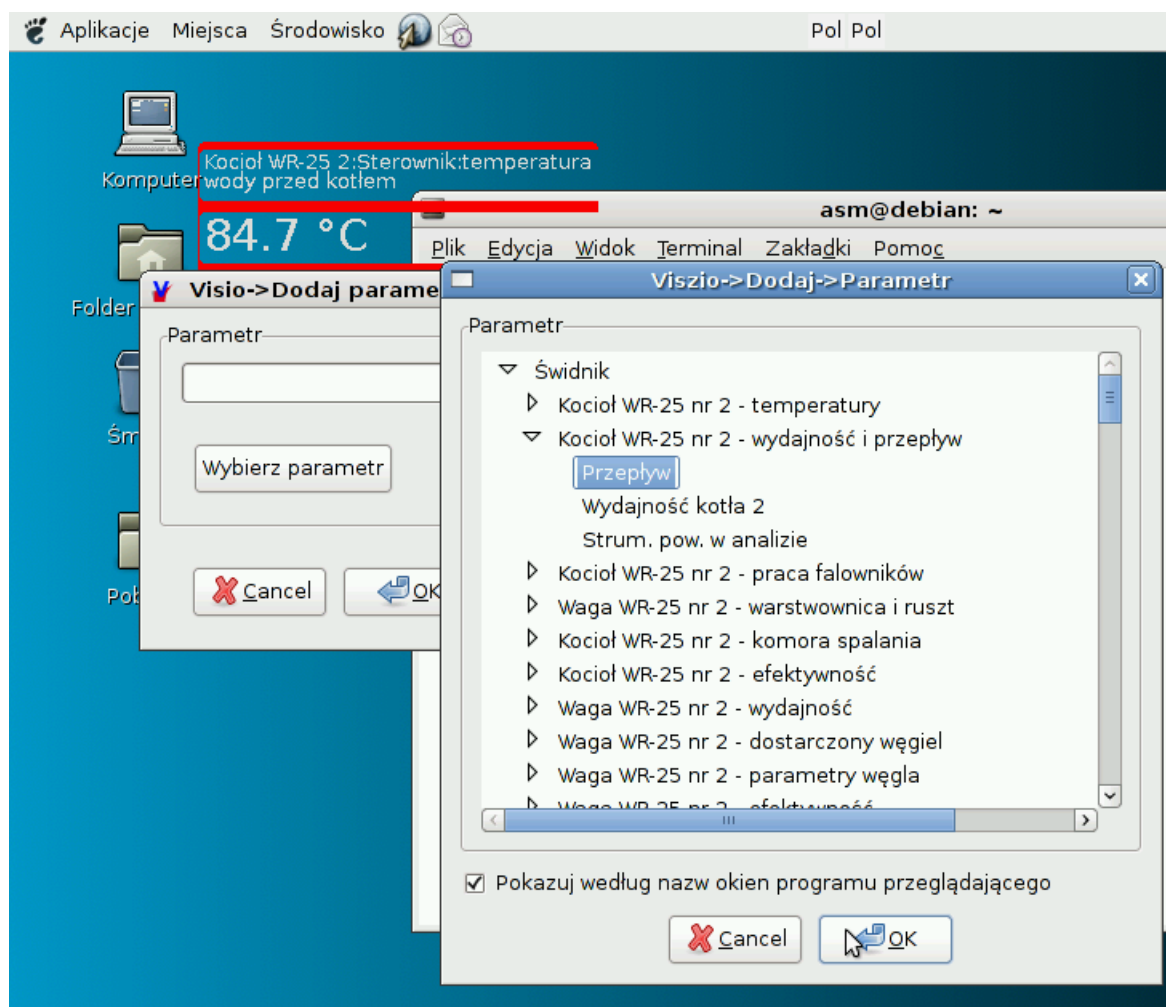 Aplikacje Miejsca Środowisko Pol Pol
Komputer
Kocioł WR-25 2:Sterownik:temperatura
wody przed kotłem
84.7 °C
asm@debian: ~
Plik Edycja Widok Terminal Zakładki Pomoc
Folder
Visio->Dodaj parame
Parametr
Wybierz parametr
Cancel OK
Viszio->Dodaj->Parametr
Parametr
Świdnik
Kocioł WR-25 nr 2 - temperatury
Kocioł WR-25 nr 2 - wydajność i przepływ
Przepływ
Wydajność kotła 2
Strum. pow. w analizie
Kocioł WR-25 nr 2 - praca falowników
Waga WR-25 nr 2 - warstwownica i ruszt
Kocioł WR-25 nr 2 - komora spalania
Kocioł WR-25 nr 2 - efektywność
Waga WR-25 nr 2 - wydajność
Waga WR-25 nr 2 - dostarczony węgiel
Waga WR-25 nr 2 - parametry węgla
Waga WR-25 nr 2 - efektywność
Pokazuj według nazw okien programu przeglądającego
Cancel OK